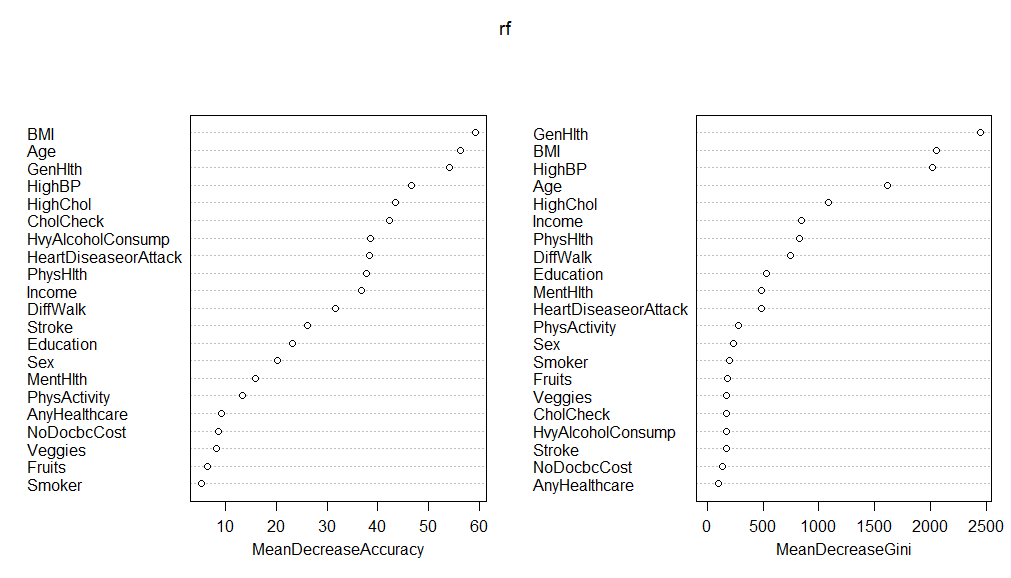 rf
BMI
Age
GenHlth
HighBP
HighChol
CholCheck
HvyAlcoholConsump
HeartDiseaseorAttack
PhysHlth
Income
DiffWalk
Stroke
Education
Sex
MentHlth
PhysActivity
AnyHealthcare
NoDocbcCost
Veggies
Fruits
Smoker
10 20 30 40 50 60
MeanDecreaseAccuracy
GenHlth
BMI
HighBP
Age
HighChol
Income
PhysHlth
DiffWalk
Education
MentHlth
HeartDiseaseorAttack
PhysActivity
Sex
Smoker
Fruits
Veggies
CholCheck
HvyAlcoholConsump
Stroke
NoDocbcCost
AnyHealthcare
0 500 1000 1500 2000 2500
MeanDecreaseGini